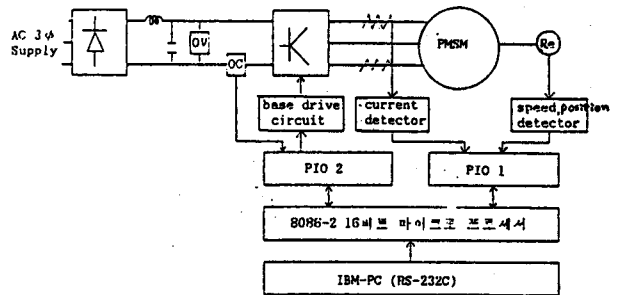 AC 3φ
Supply
OV
OC
PMSM
Re
base drive
circuit
current
detector
speed,position
detector
PIO 2
PIO 1
8086-2 16비트 마이크로 프로세서
IBM-PC (RS-232C)